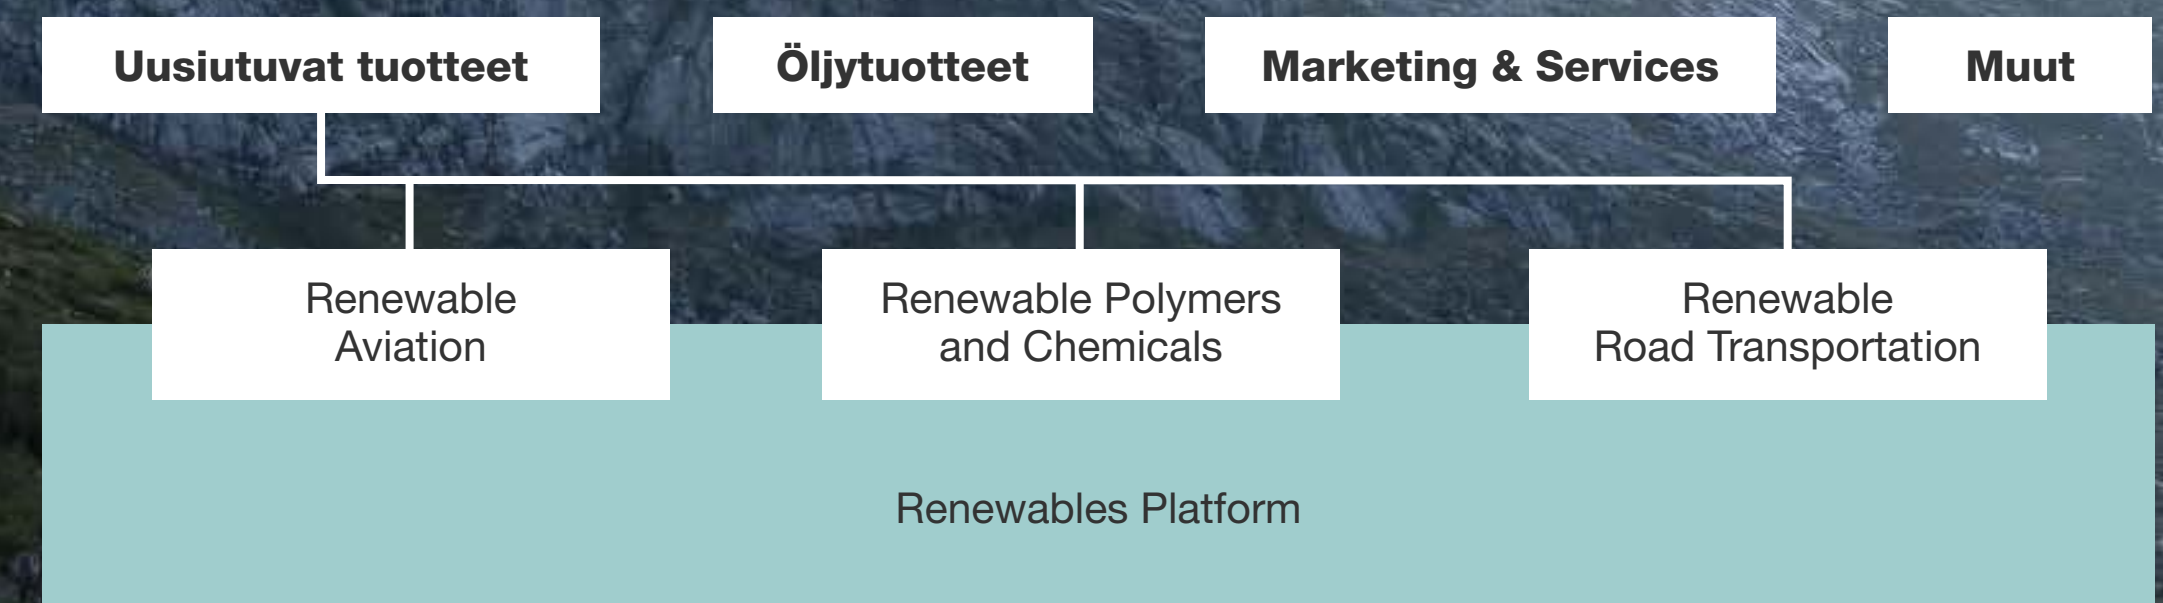 Uusiutuvat tuotteet
Öljytuotteet
Marketing & Services
Muut
Renewable
Aviation
Renewable Polymers
and Chemicals
Renewable
Road Transportation
Renewables Platform